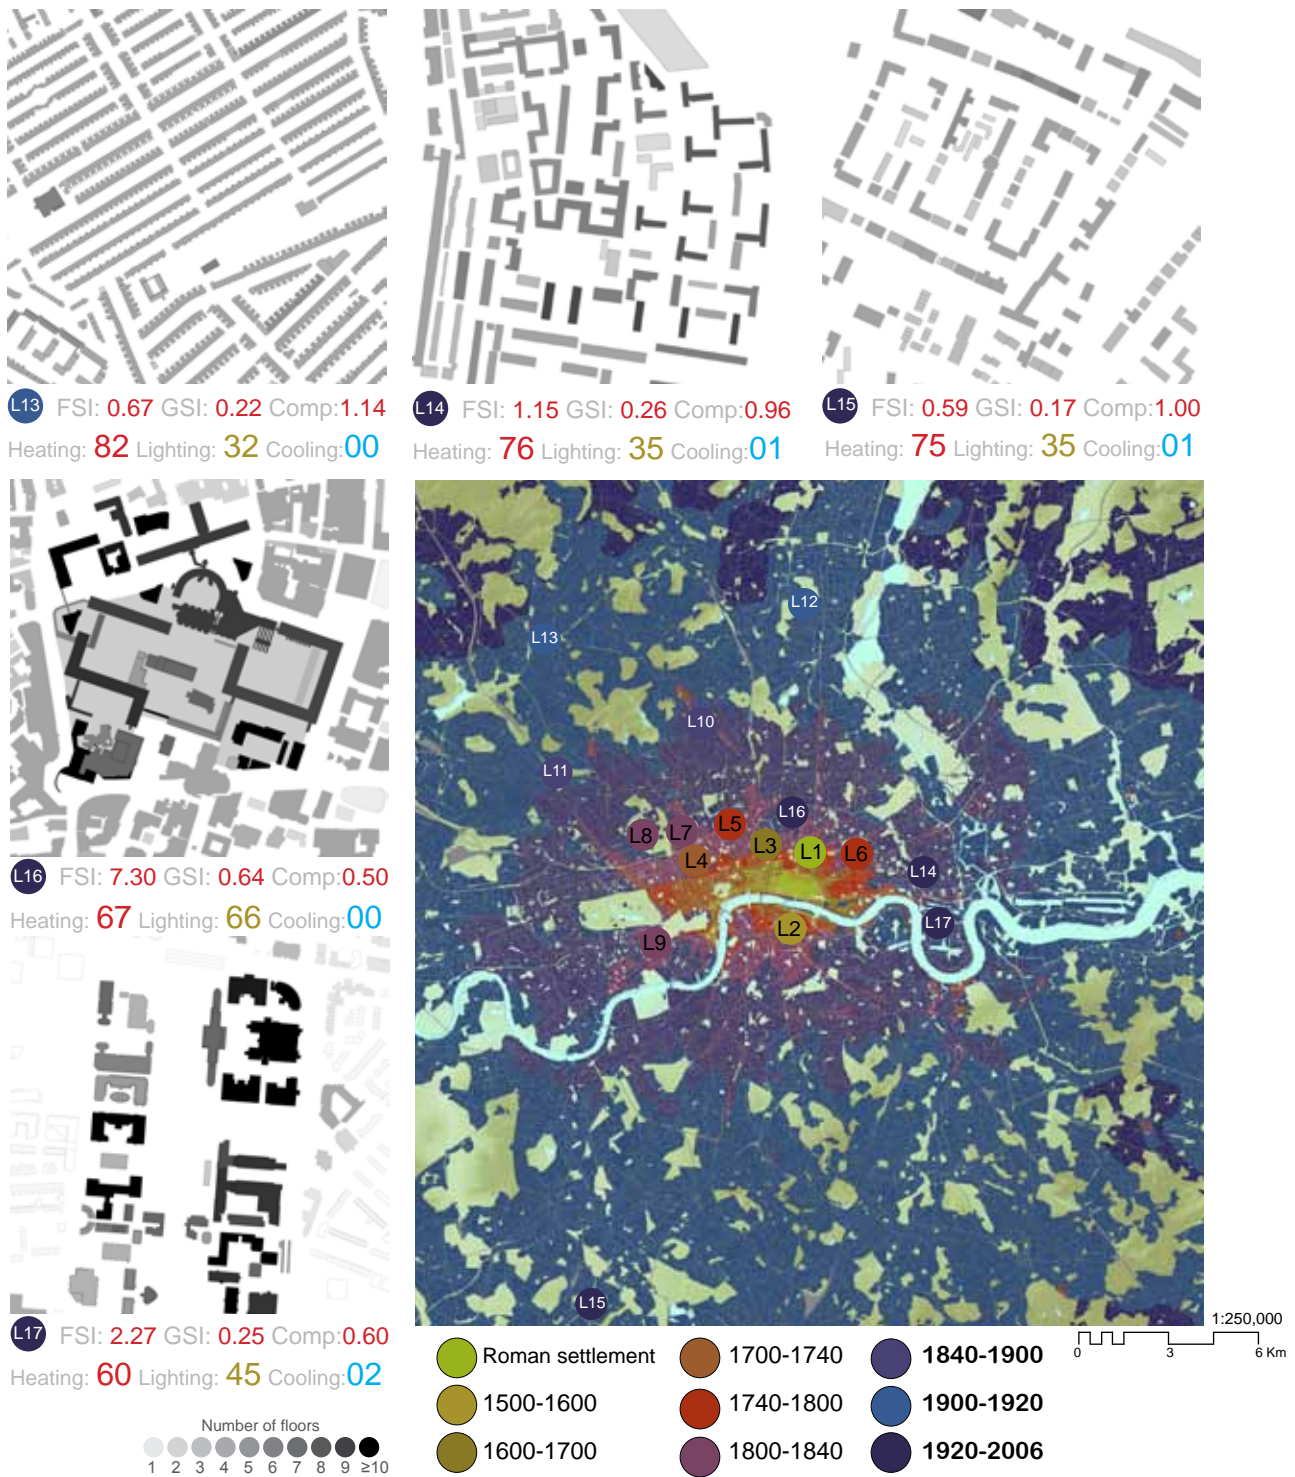 L13 FSI: 0.67 GSI: 0.22 Comp:1.14
Heating: 82 Lighting: 32 Cooling:00
L14 FSI: 1.15 GSI: 0.26 Comp:0.96
Heating: 76 Lighting: 35 Cooling:01
L15 FSI: 0.59 GSI: 0.17 Comp:1.00
Heating: 75 Lighting: 35 Cooling:01
L16 FSI: 7.30 GSI: 0.64 Comp:0.50
Heating: 67 Lighting: 66 Cooling:00
L17 FSI: 2.27 GSI: 0.25 Comp:0.60
Heating: 60 Lighting: 45 Cooling:02
Number of floors
1 2 3 4 5 6 7 8 9 ≥10
L12
L13
L10
L11
L16
L8 L7 L5
L4 L3 L1 L6
L14
L17
L9 L2
L15
Roman settlement
1500-1600
1600-1700
1700-1740
1740-1800
1800-1840
1840-1900
1900-1920
1920-2006
1:250,000
0 3 6 Km